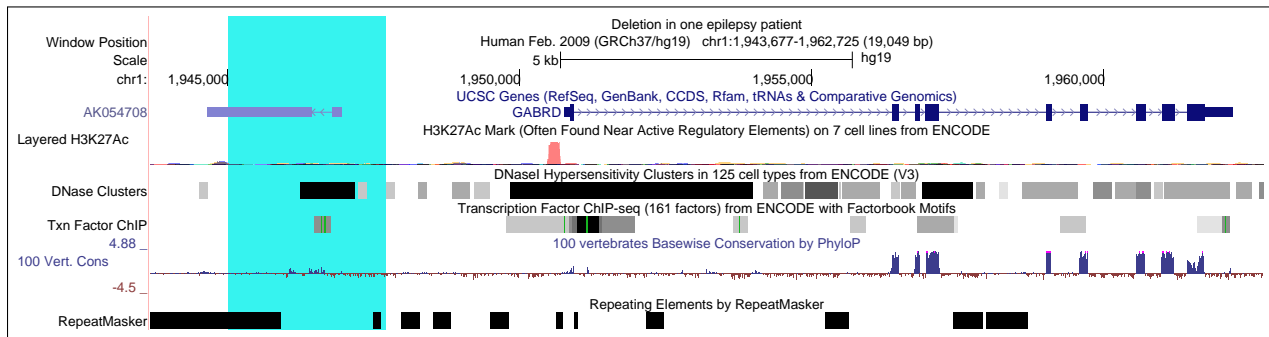 Deletion in one epilepsy patient
Window Position Human Feb. 2009 (GRCh37/hg19) chr1:1,943,677-1,962,725 (19,049 bp)
Scale 5 kb hg19
chr1: 1,945,000 1,950,000 1,955,000 1,960,000
UCSC Genes (RefSeq, GenBank, CCDS, Rfam, tRNAs & Comparative Genomics)
AK054708 GABRD
H3K27Ac Mark (Often Found Near Active Regulatory Elements) on 7 cell lines from ENCODE
Layered H3K27Ac
DNaseI Hypersensitivity Clusters in 125 cell types from ENCODE (V3)
DNase Clusters
Transcription Factor ChIP-seq (161 factors) from ENCODE with Factorbook Motifs
Txn Factor ChIP
4.88 _ 100 vertebrates Basewise Conservation by PhyloP
100 Vert. Cons
-4.5 _
Repeating Elements by RepeatMasker
RepeatMasker